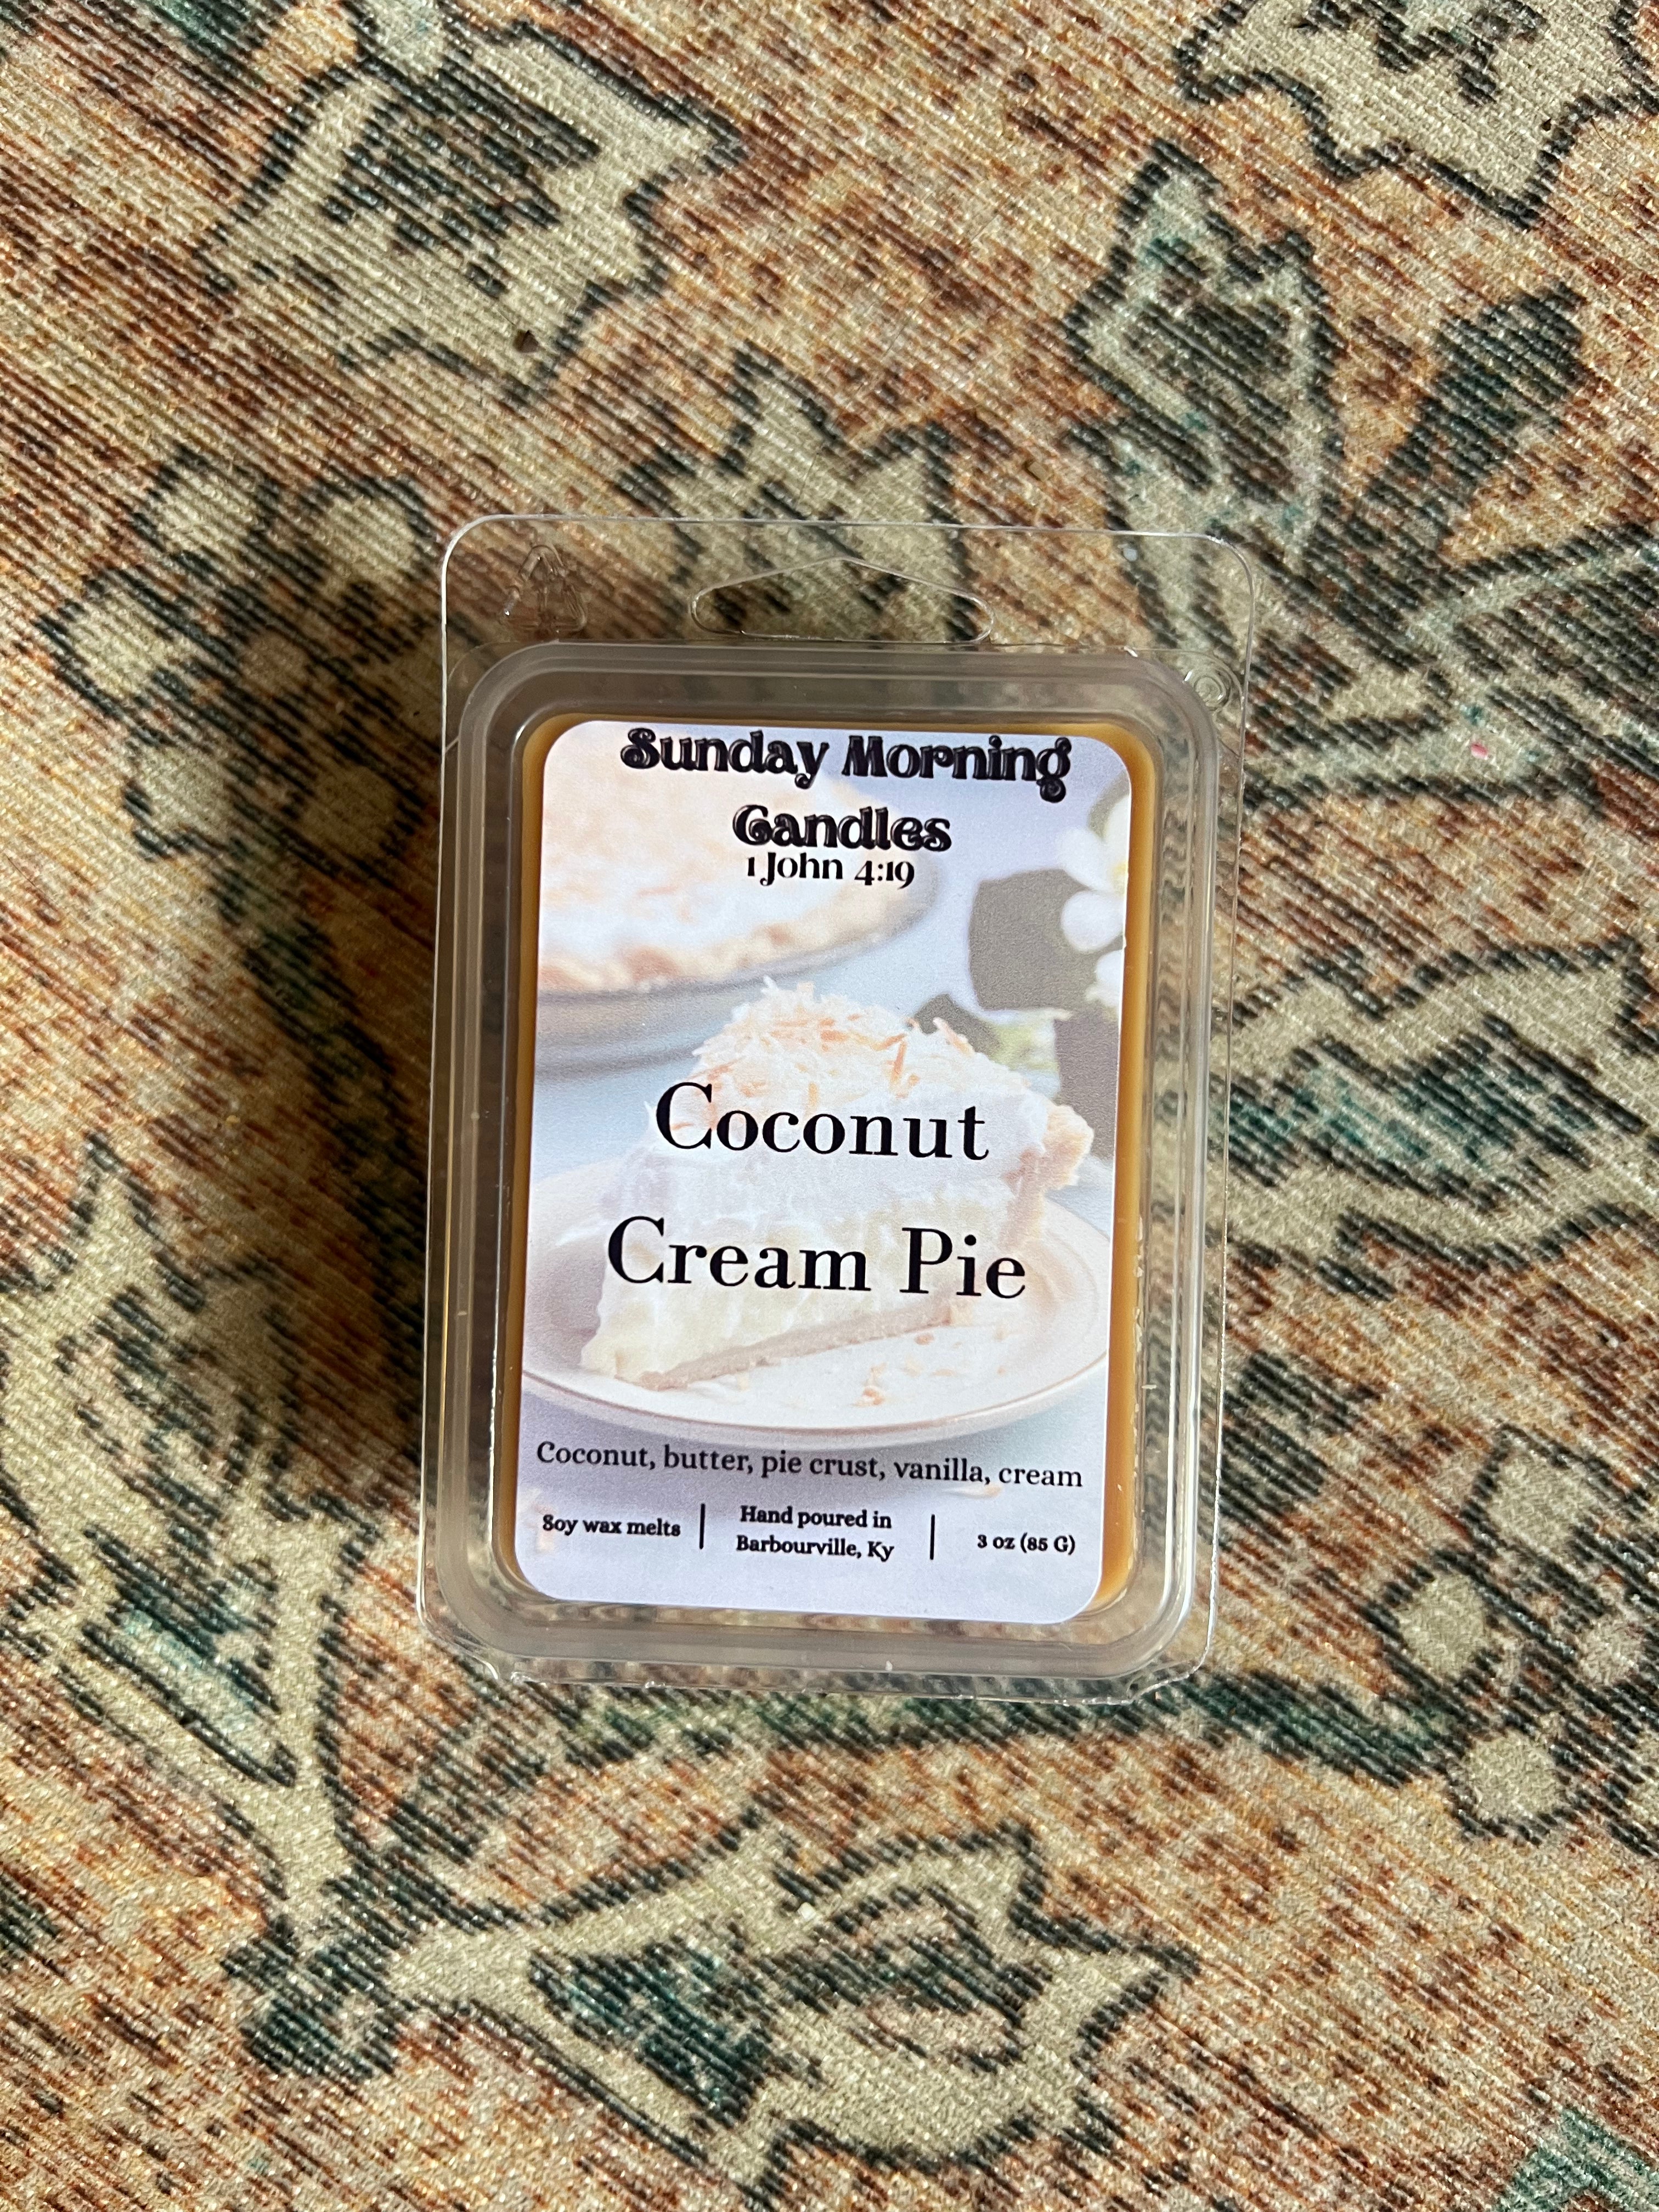 Sunday Morning
Candles
1 John 4:19
Coconut
Cream Pie
Coconut, butter, pie crust, vanilla, cream
Soy wax melts
Hand poured in
Barbourville, Ky
3 oz (85 G)